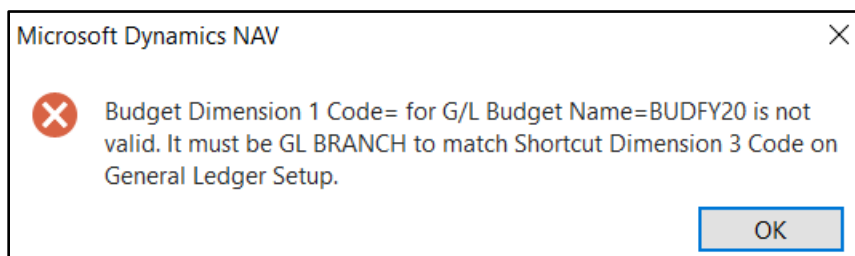 Microsoft Dynamics NAV
Budget Dimension 1 Code= for G/L Budget Name=BUDFY20 is not
valid. It must be GL BRANCH to match Shortcut Dimension 3 Code on
General Ledger Setup.
OK